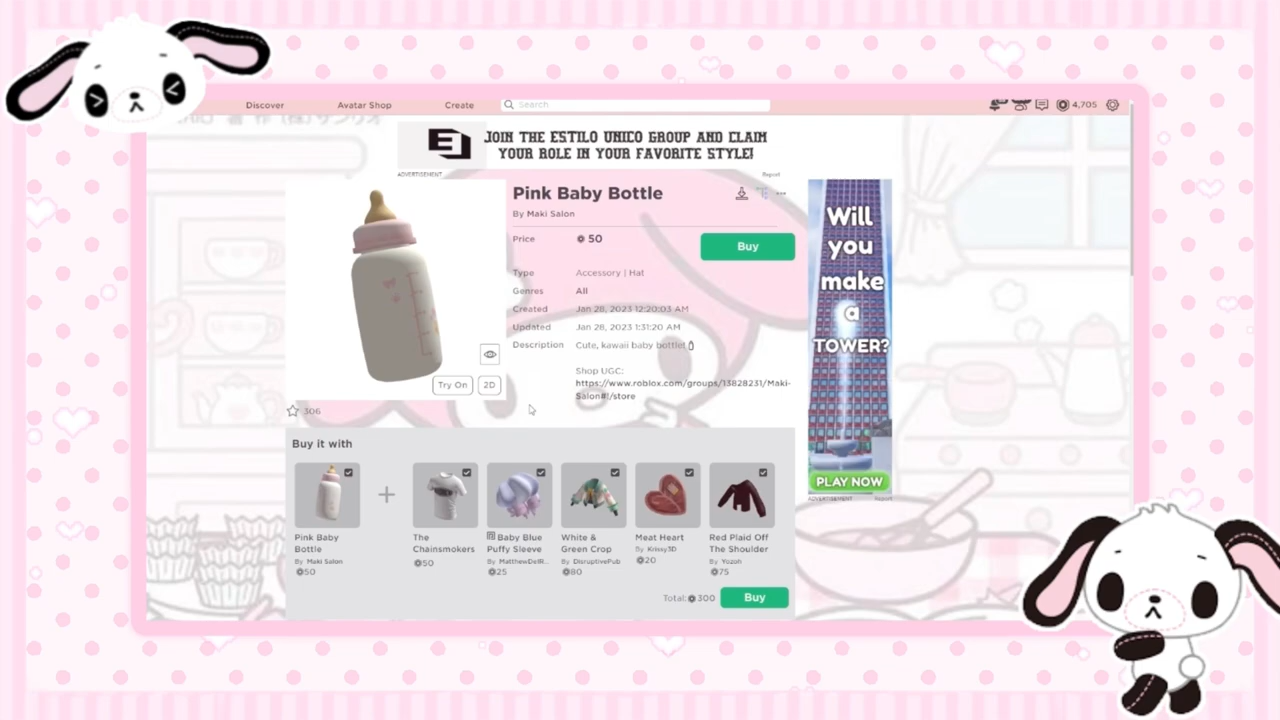 Discover
Avatar Shop
Create
Search
4,705
JOIN THE ESTILO UNICO GROUP AND CLAIM
YOUR ROLE IN YOUR FAVORITE STYLE!
ADVERTISEMENT
Report
Pink Baby Bottle
By Maki Salon
Price 50
Buy
Type Accessory | Hat
Genres All
Created Jan 28, 2023 12:20:03 AM
Updated Jan 28, 2023 1:31:20 AM
Description Cute, kawaii baby bottle!
Shop UGC:
https://www.roblox.com/groups/13828231/Maki-
Salon#!/store
Try On
2D
306
Will
you
make
a
TOWER?
PLAY NOW
ADVERTISEMENT
Report
Buy it with
Pink Baby
Bottle
By Maki Salon
50
The
Chainsmokers
50
Baby Blue
Puffy Sleeve
25
White &
Green Crop
By DisruptivePub
80
Meat Heart
By Krissy3D
20
Red Plaid Off
The Shoulder
By Yozoh
75
Total: 300
Buy